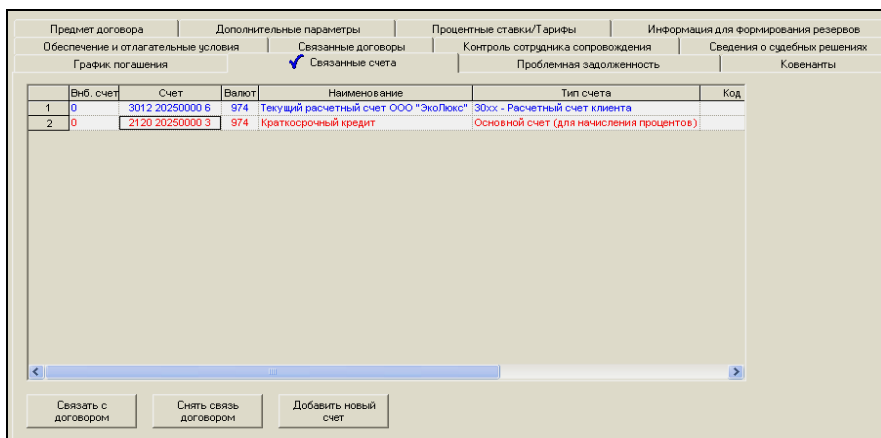 Предмет договора Дополнительные параметры Процентные ставки/Тарифы Информация для формирования резервов
Обеспечение и отлагательные условия Связанные договоры Контроль сотрудника сопровождения Сведения о судебных решениях
График погашения Связанные счета Проблемная задолженность Ковенанты
Внб. счет Счет Валют Наименование Тип счета Код
1 0 3012 20250000 6 974 Текущий расчетный счет ООО "ЭкоЛюкс" 30xx - Расчетный счет клиента
2 0 2120 20250000 3 974 Краткосрочный кредит Основной счет (для начисления процентов)
Связать с договором Снять связь договором Добавить новый счет